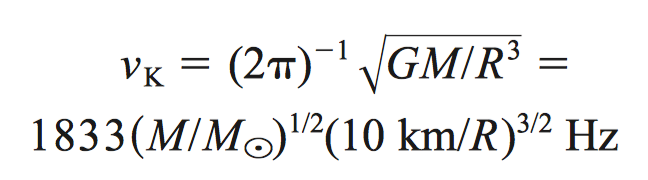 νK = (2π)⁻¹ √GM/R³ =
1833(M/M☉)^1/2(10 km/R)^3/2 Hz